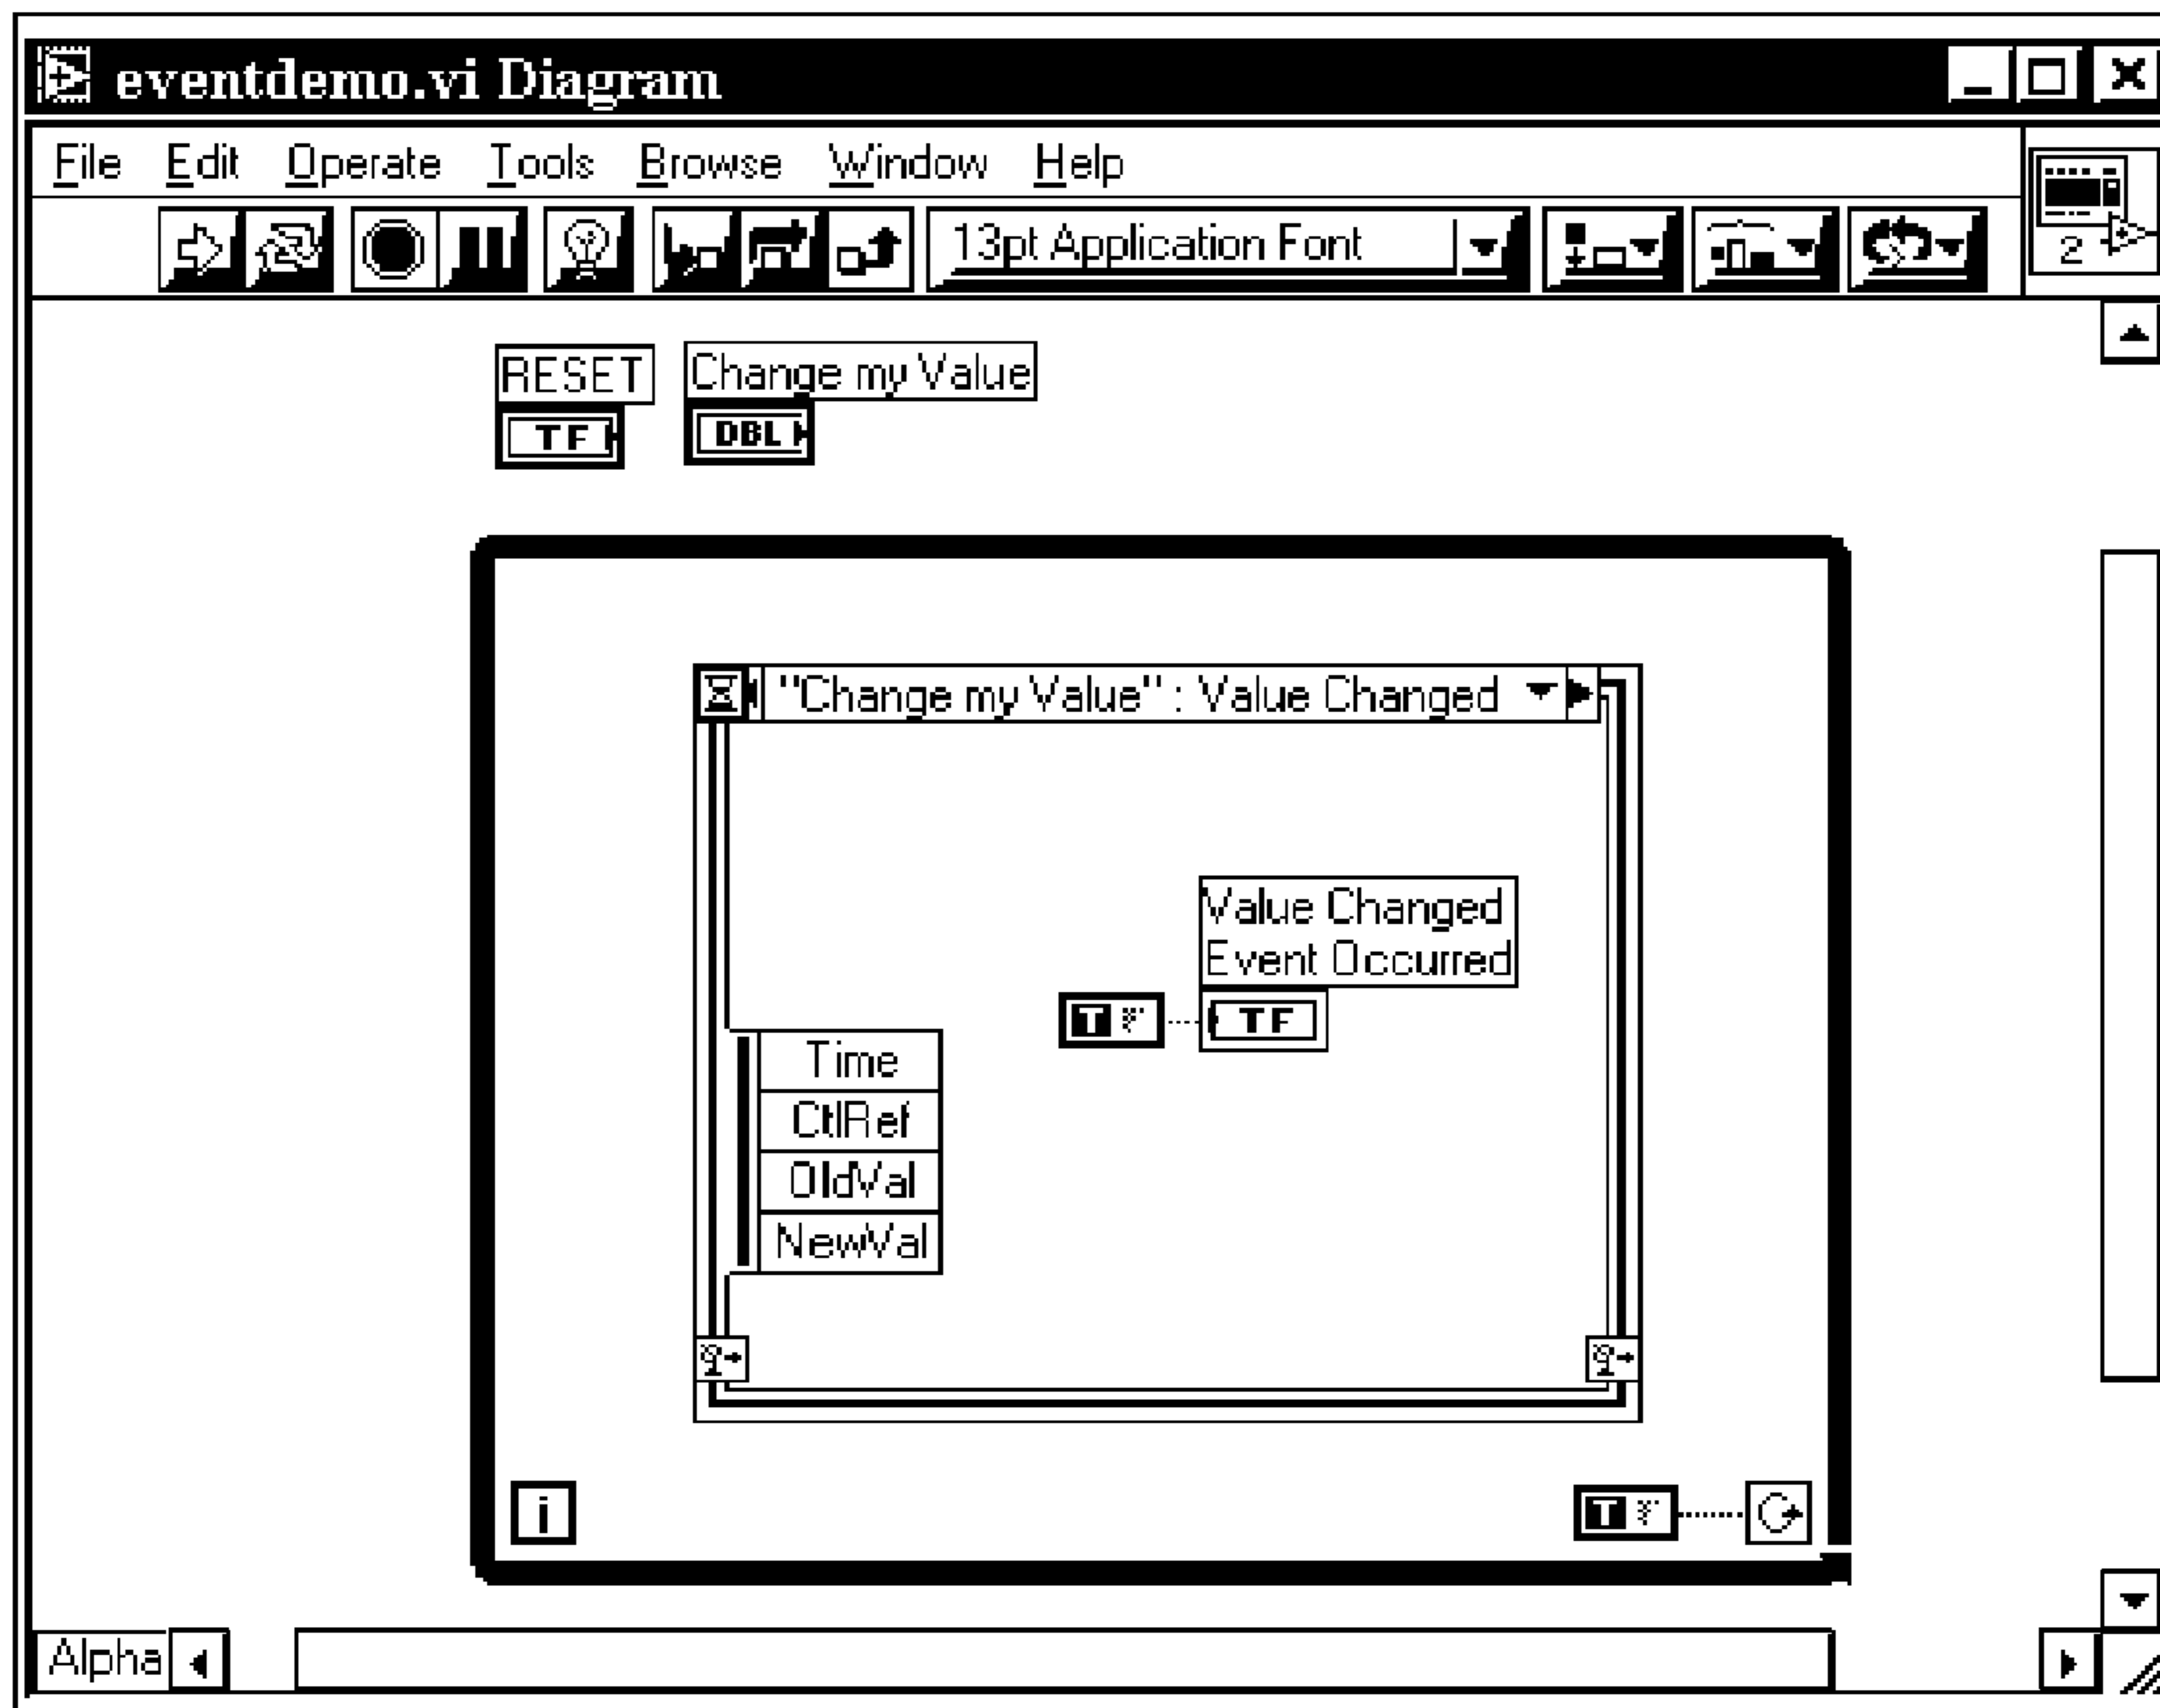 eventdemo.vi Diagram
File Edit Operate Tools Browse Window Help
13pt Application Font
2
RESET
Change my Value
TF
DBL
"Change my Value" : Value Changed
Value Changed
Event Occurred
T
TF
Time
CtlRef
OldVal
NewVal
i
T
Alpha